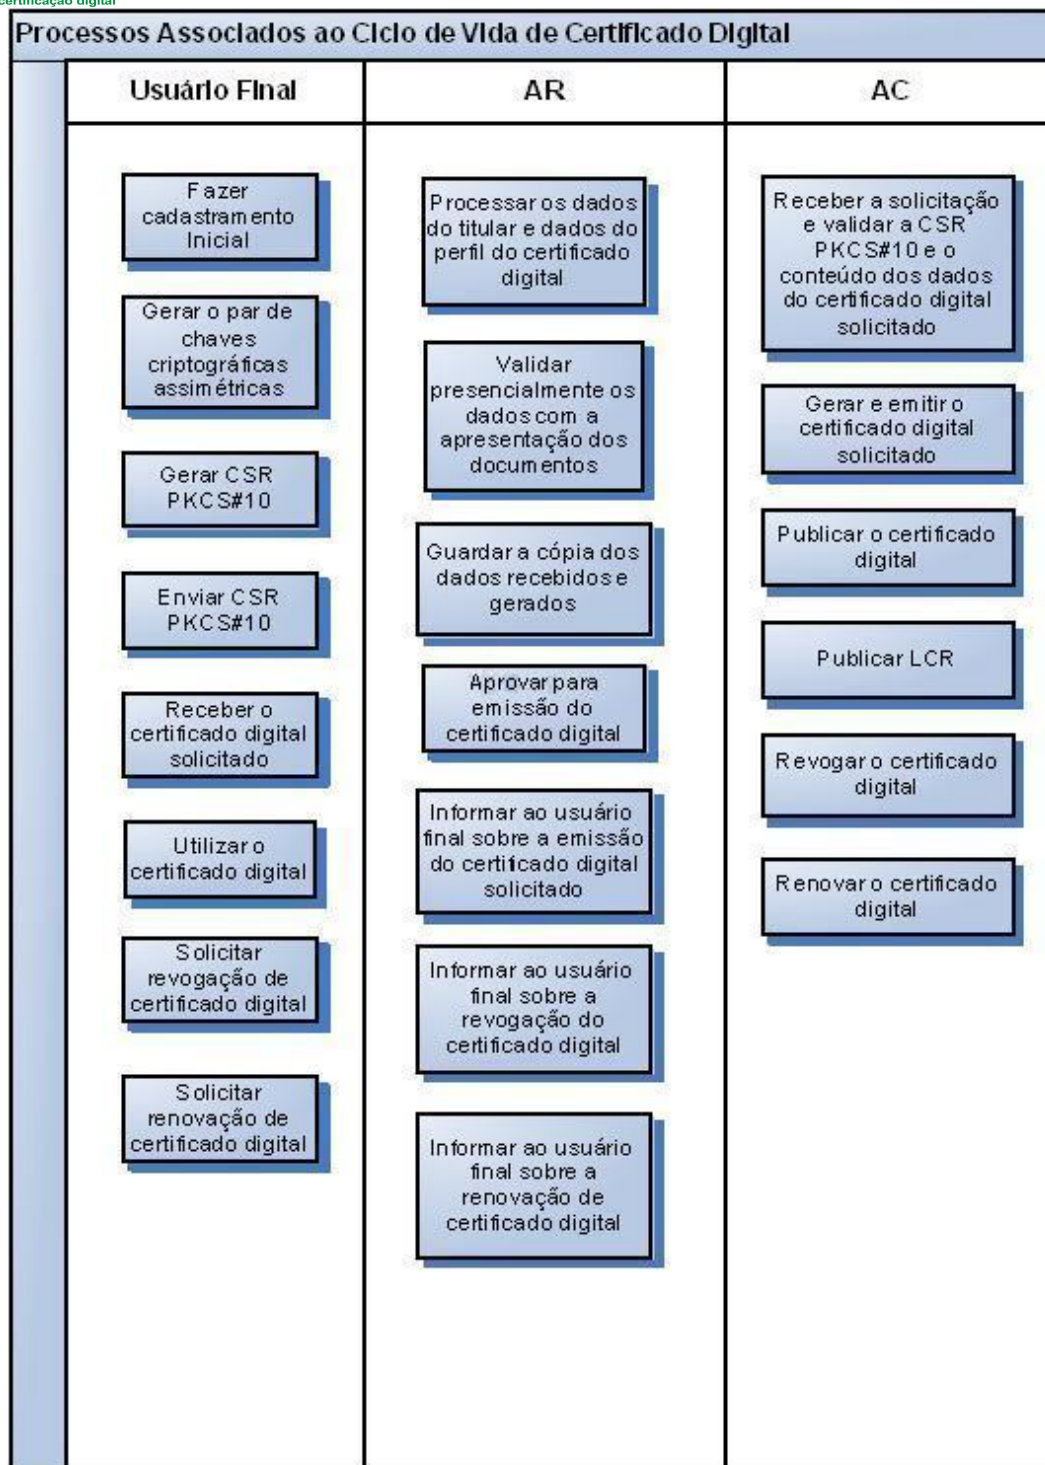 certificação digital
Processos Associados ao Ciclo de Vida de Certificado Digital
Usuário Final
AR
AC
Fazer
cadastramento
Inicial
Gerar o par de
chaves
criptográficas
assimétricas
Gerar CSR
PKCS#10
Enviar CSR
PKCS#10
Receber o
certificado digital
solicitado
Utilizar o
certificado digital
Solicitar
revogação de
certificado digital
Solicitar
renovação de
certificado digital
Processar os dados
do titular e dados do
perfil do certificado
digital
Validar
presencialmente os
dados com a
apresentação dos
documentos
Guardar a cópia dos
dados recebidos e
gerados
Aprovar para
emissão do
certificado digital
Informar ao usuário
final sobre a emissão
do certificado digital
solicitado
Informar ao usuário
final sobre a
revogação do
certificado digital
Informar ao usuário
final sobre a
renovação de
certificado digital
Receber a solicitação
e validar a CSR
PKCS#10 e o
conteúdo dos dados
do certificado digital
solicitado
Gerar e emitir o
certificado digital
solicitado
Publicar o certificado
digital
Publicar LCR
Revogar o certificado
digital
Renovar o certificado
digital